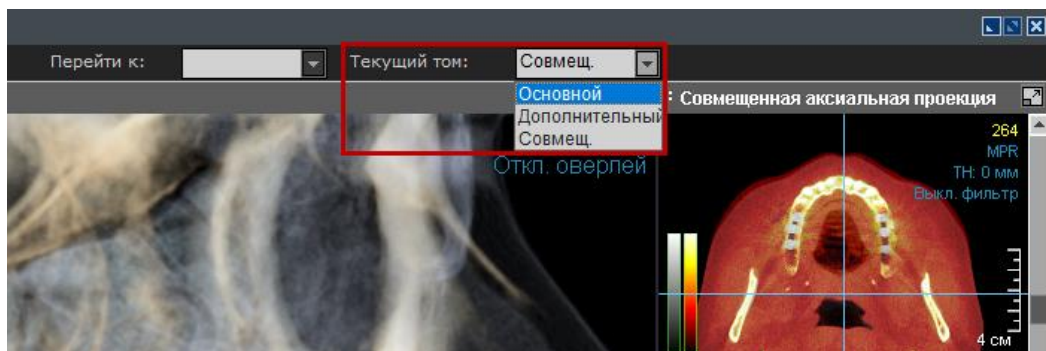 Перейти к:
Текущий том:
Совмещ.
Основной
Дополнительный
Совмещ.
Откл. оверлей
: Совмещенная аксиальная проекция
264
MPR
TH: 0 мм
Выкл. фильтр
4 см